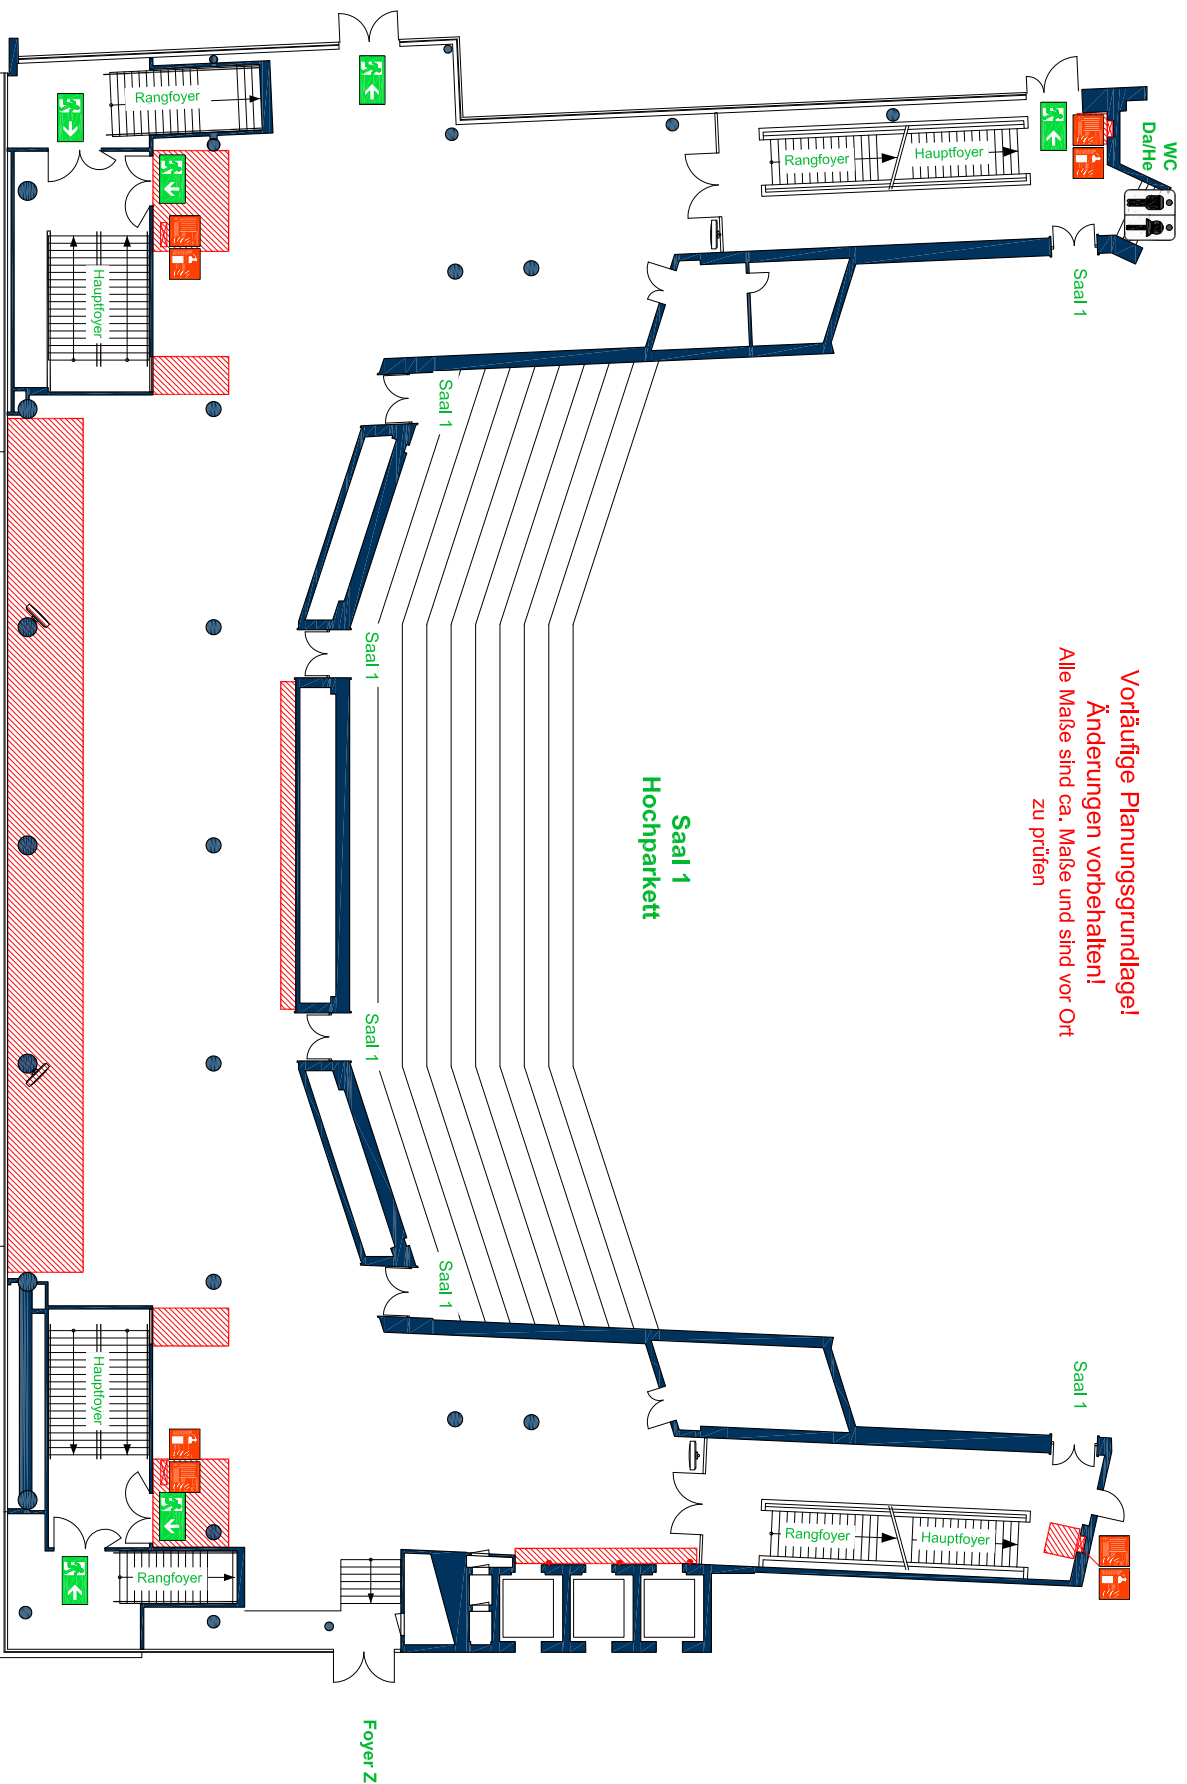 Rangfoyer
Rangfoyer
Hauptfoyer
WC
Da/He
Hauptfoyer
Saal 1
Saal 1
Saal 1
Vorläufige Planungsgrundlage!
Änderungen vorbehalten!
Alle Maße sind ca. Maße und sind vor Ort
zu prüfen
Saal 1
Hochparkett
Saal 1
Saal 1
Saal 1
Hauptfoyer
Rangfoyer
Hauptfoyer
Rangfoyer
Foyer Z